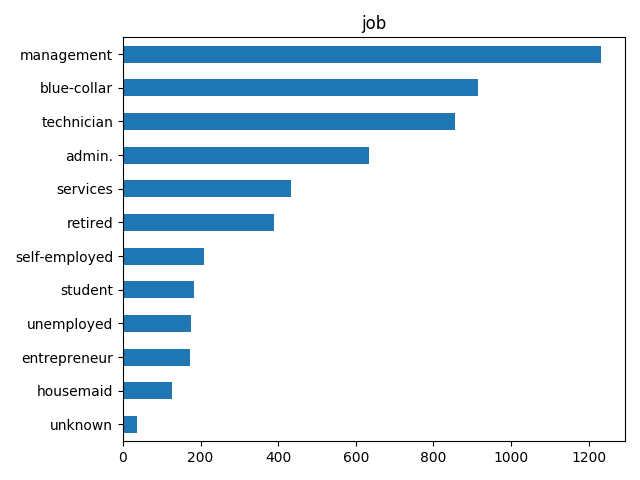 job
management
blue-collar
technician
admin.
services
retired
self-employed
student
unemployed
entrepreneur
housemaid
unknown
0 200 400 600 800 1000 1200